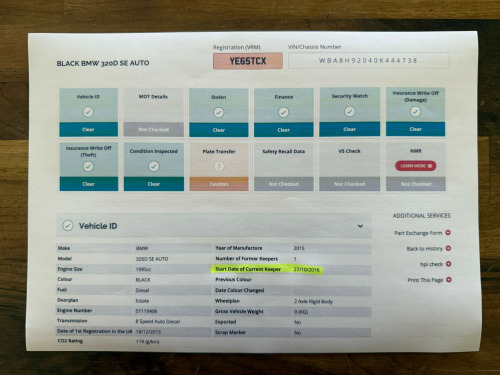 Registration (VRM)
VIN/Chassis Number
BLACK BMW 320D SE AUTO
YE65TCX
WBA8H92040K444738
Vehicle ID
Clear
MOT Details
Not Checked
Stolen
Clear
Finance
Clear
Security Watch
Clear
Insurance Write Off
(Damage)
Clear
Insurance Write Off
(Theft)
Clear
Condition Inspected
Clear
Plate Transfer
Caution
Safety Recall Data
Not Checked
V5 Check
Not Checked
NMR
LEARN MORE
Not Checked
Vehicle ID
Make BMW
Model 320D SE AUTO
Engine Size 1995cc
Colour BLACK
Fuel Diesel
Doorplan Estate
Engine Number 51119406
Transmission 8 Speed Auto Diesel
Date of 1st Registration in the UK 18/12/2015
CO2 Rating 119 (g/km)
Year of Manufacture 2015
Number of Former Keepers 1
Start Date of Current Keeper 27/10/2016
Previous Colour
Date Colour Changed
Wheelplan 2 Axle Rigid Body
Gross Vehicle Weight 0 (KG)
Exported No
Scrap Marker No
ADDITIONAL SERVICES
Part Exchange Form
Back to History
hpi check
Print This Page